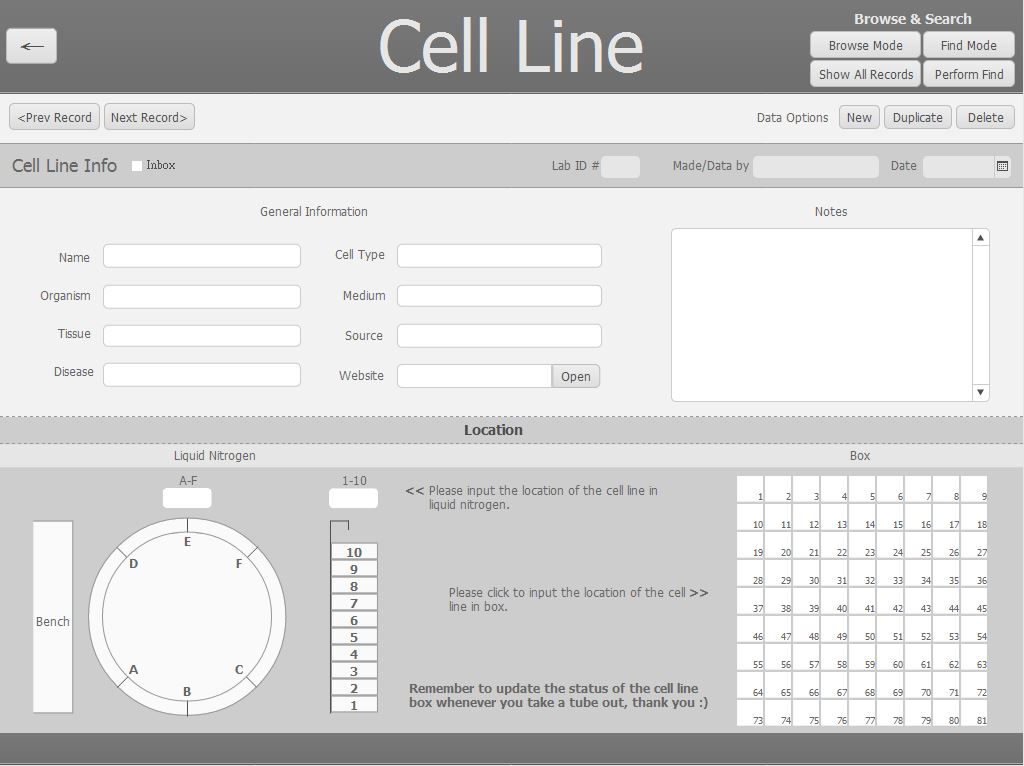 Cell Line
Browse & Search
Browse Mode
Find Mode
Show All Records
Perform Find
<Prev Record
Next Record>
Data Options
New
Duplicate
Delete
Cell Line Info
Inbox
Lab ID #
Made/Data by
Date
General Information
Notes
Name
Cell Type
Organism
Medium
Tissue
Source
Disease
Website
Open
Location
Liquid Nitrogen
Box
A-F
1-10
<< Please input the location of the cell line in
liquid nitrogen.
Bench
E
D
F
A
C
B
10
9
8
7
6
5
4
3
2
1
Please click to input the location of the cell >>
line in box.
Remember to update the status of the cell line
box whenever you take a tube out, thank you :)
1 2 3 4 5 6 7 8 9
10 11 12 13 14 15 16 17 18
19 20 21 22 23 24 25 26 27
28 29 30 31 32 33 34 35 36
37 38 39 40 41 42 43 44 45
46 47 48 49 50 51 52 53 54
55 56 57 58 59 60 61 62 63
64 65 66 67 68 69 70 71 72
73 74 75 76 77 78 79 80 81